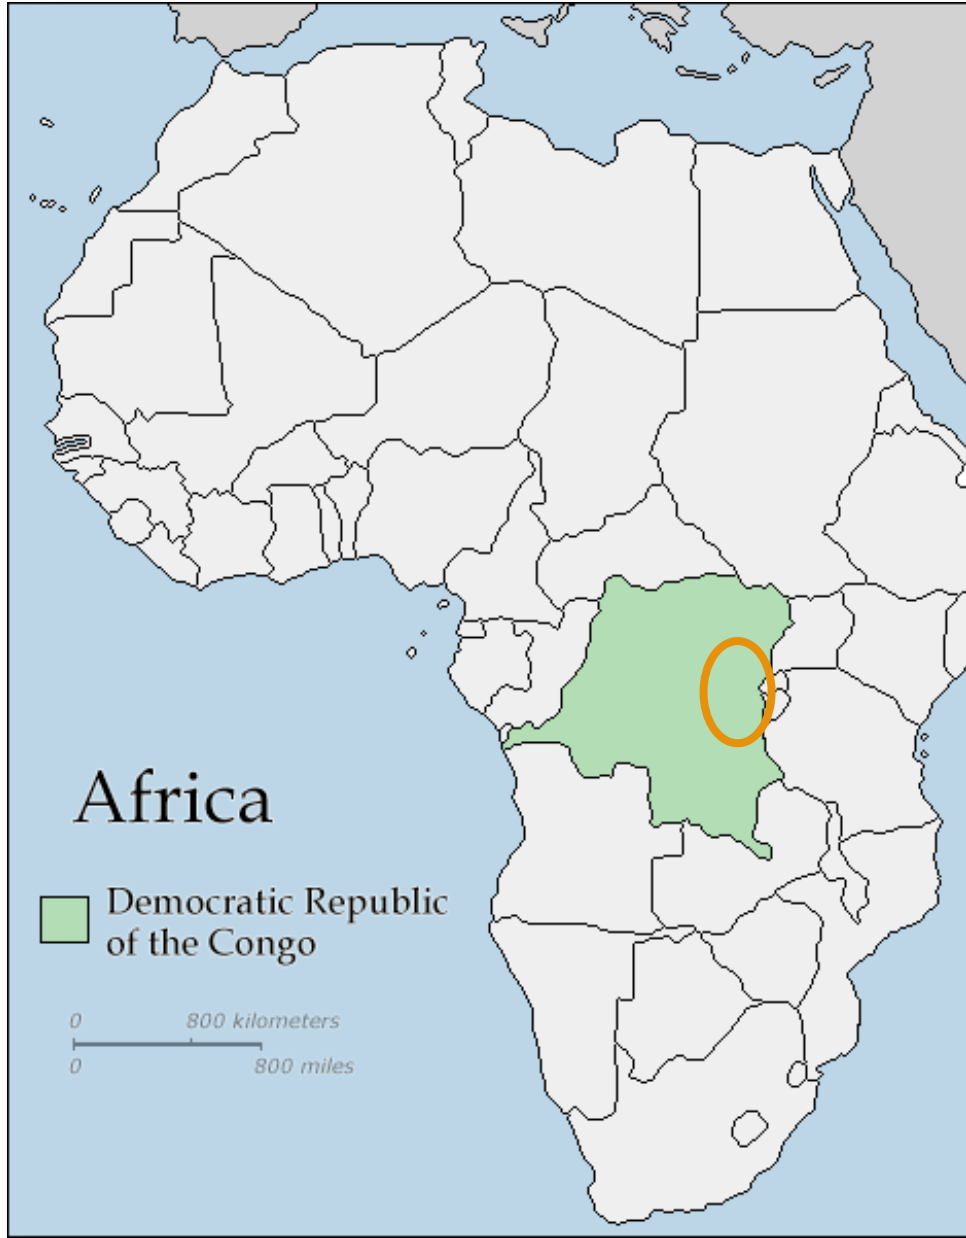 Africa
Democratic Republic
of the Congo
0 800 kilometers
0 800 miles